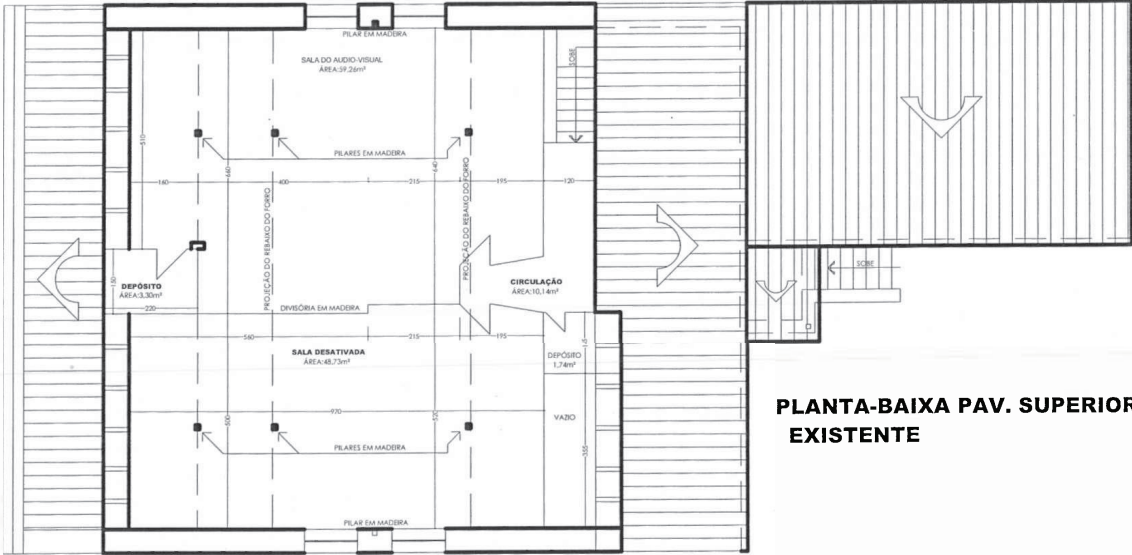 PILAR EM MADEIRA
SALA DO AUDIO-VISUAL
ÁREA:59,26m²
SOBE
PILARES EM MADEIRA
510
660
640
160
400
215
195
120
PROJEÇÃO DO REBAIXO DO FORRO
PROJEÇÃO DO REBAIXO DO FORRO
SOBE
DEPÓSITO
ÁREA:3,30m²
150
220
CIRCULAÇÃO
ÁREA:10,14m²
DIVISÓRIA EM MADEIRA
560
215
195
SALA DESATIVADA
ÁREA:48,73m²
DEPÓSITO
1,74m²
970
500
520
VAZIO
355
PILARES EM MADEIRA
PILAR EM MADEIRA
PLANTA-BAIXA PAV. SUPERIOR
EXISTENTE